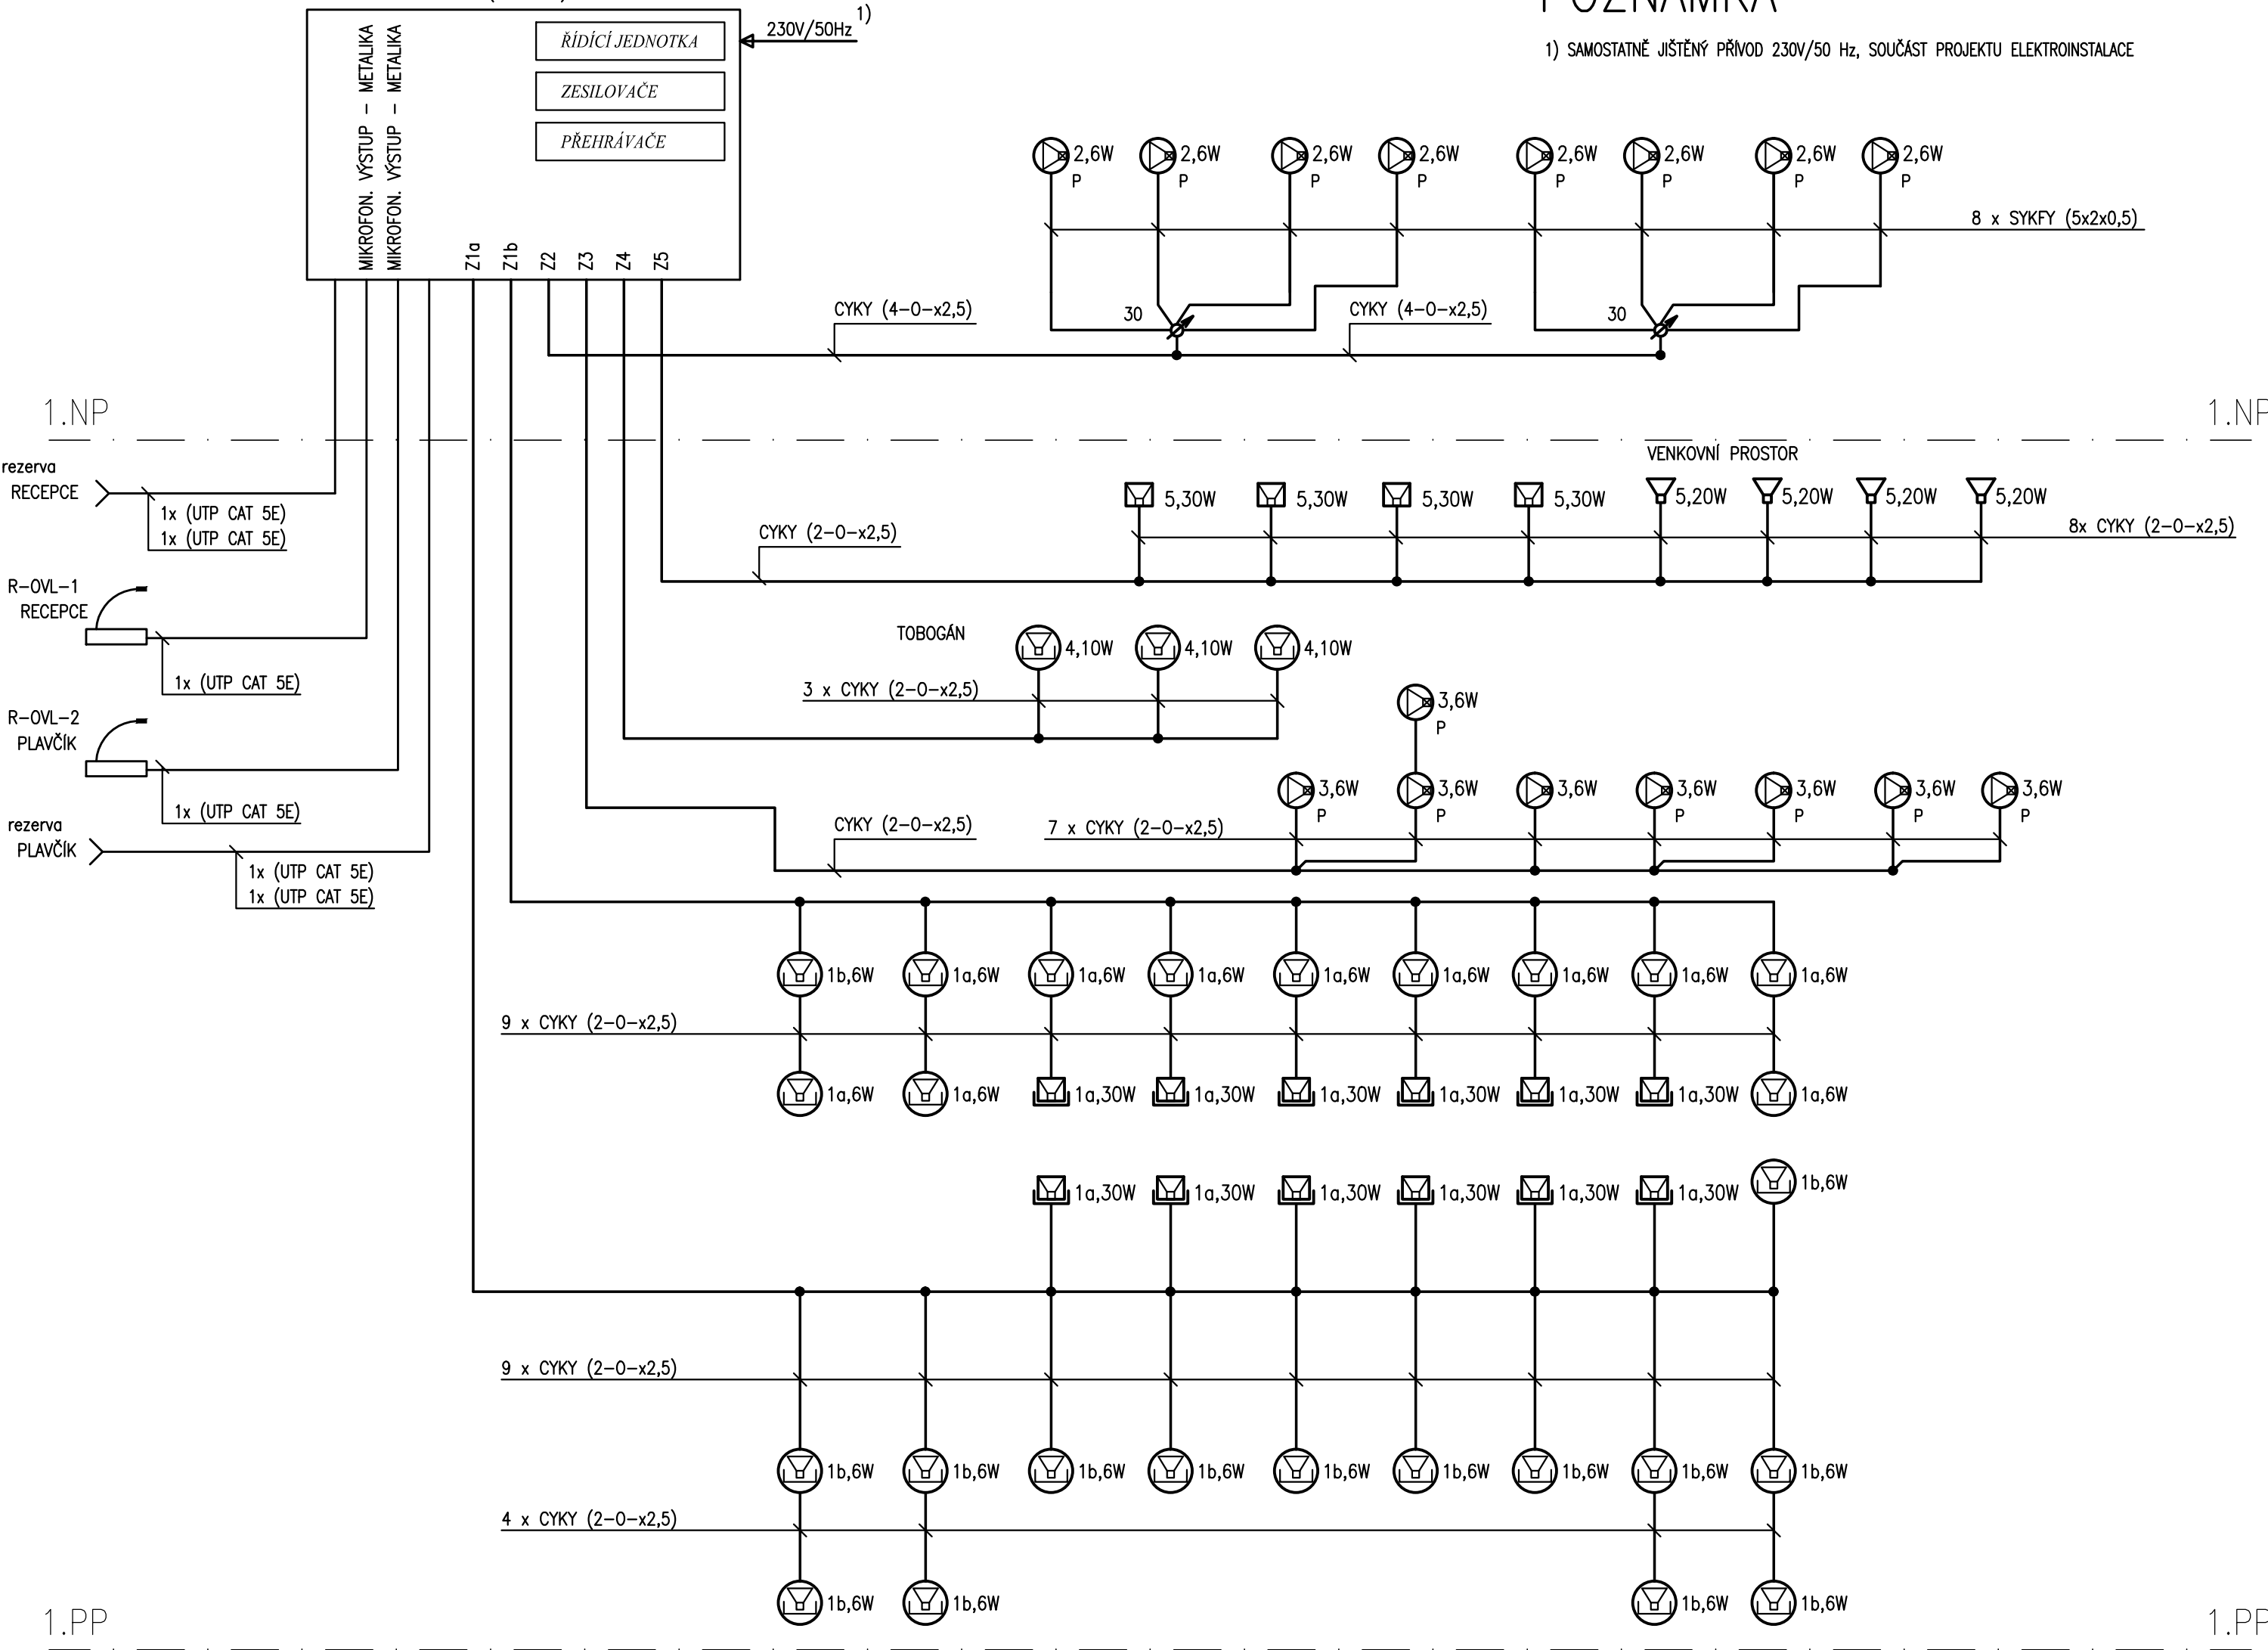 POZNÁMKA
1) SAMOSTATNĚ JIŠTĚNÝ PŘÍVOD 230V/50 Hz, SOUČÁST PROJEKTU ELEKTROINSTALACE
MIKROFON. VÝSTUP - METALIKA
MIKROFON. VÝSTUP - METALIKA
ŘÍDÍCÍ JEDNOTKA
ZESILOVAČE
PŘEHRÁVAČE
230V/50Hz 1)
Z1a
Z1b
Z2
Z3
Z4
Z5
2,6W 2,6W 2,6W 2,6W 2,6W 2,6W 2,6W 2,6W
P P P P P P P P
8 x SYKFY (5x2x0,5)
CYKY (4-O-x2,5)
30
CYKY (4-O-x2,5)
30
1.NP
1.NP
rezerva
RECEPCE
1x (UTP CAT 5E)
1x (UTP CAT 5E)
VENKOVNÍ PROSTOR
5,30W 5,30W 5,30W 5,30W 5,20W 5,20W 5,20W 5,20W
CYKY (2-O-x2,5)
8x CYKY (2-O-x2,5)
R-OVL-1
RECEPCE
1x (UTP CAT 5E)
TOBOGÁN
4,10W 4,10W 4,10W
3 x CYKY (2-O-x2,5)
R-OVL-2
PLAVČÍK
1x (UTP CAT 5E)
3,6W
P
3,6W 3,6W 3,6W 3,6W 3,6W 3,6W 3,6W
P P P P P
CYKY (2-O-x2,5)
7 x CYKY (2-O-x2,5)
rezerva
PLAVČÍK
1x (UTP CAT 5E)
1x (UTP CAT 5E)
1b,6W 1a,6W 1a,6W 1a,6W 1a,6W 1a,6W 1a,6W 1a,6W 1a,6W
9 x CYKY (2-O-x2,5)
1a,6W 1a,6W 1a,30W 1a,30W 1a,30W 1a,30W 1a,30W 1a,30W 1a,6W
1a,30W 1a,30W 1a,30W 1a,30W 1a,30W 1a,30W 1b,6W
9 x CYKY (2-O-x2,5)
1b,6W 1b,6W 1b,6W 1b,6W 1b,6W 1b,6W 1b,6W 1b,6W 1b,6W
4 x CYKY (2-O-x2,5)
1b,6W 1b,6W 1b,6W 1b,6W
1.PP
1.PP